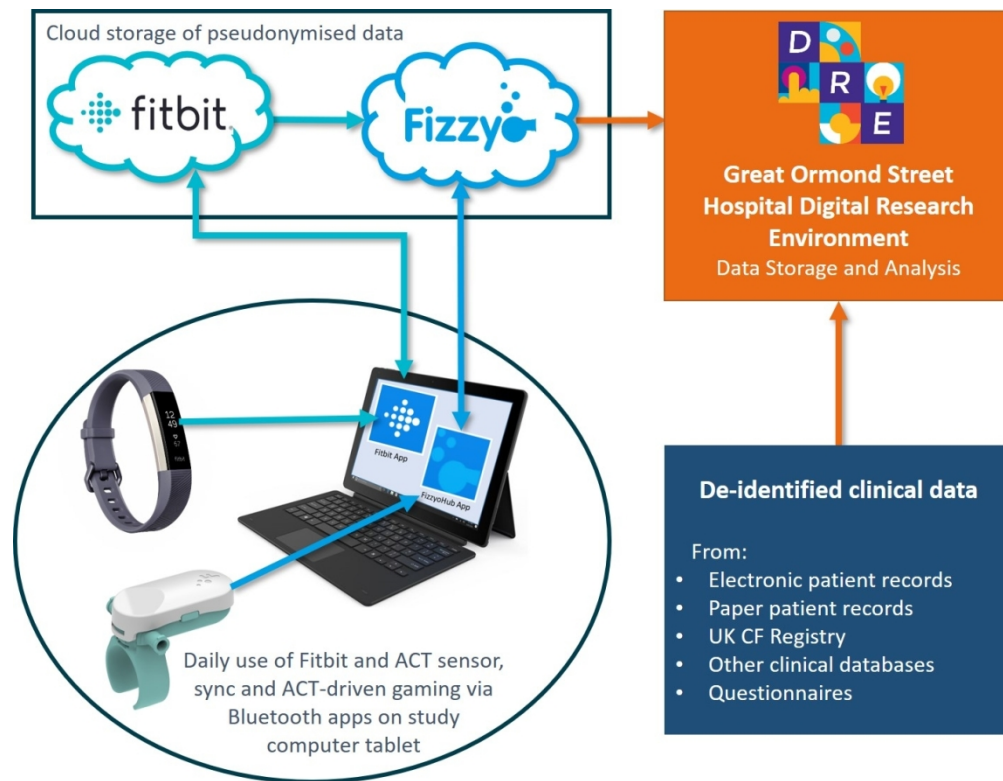 Cloud storage of pseudonymised data
fitbit
Fizzyo
D
R
E
Great Ormond Street
Hospital Digital Research
Environment
Data Storage and Analysis
12
49
Fitbit App
FizzyoHub App
De-identified clinical data
From:
• Electronic patient records
• Paper patient records
• UK CF Registry
• Other clinical databases
• Questionnaires
Daily use of Fitbit and ACT sensor,
sync and ACT-driven gaming via
Bluetooth apps on study
computer tablet